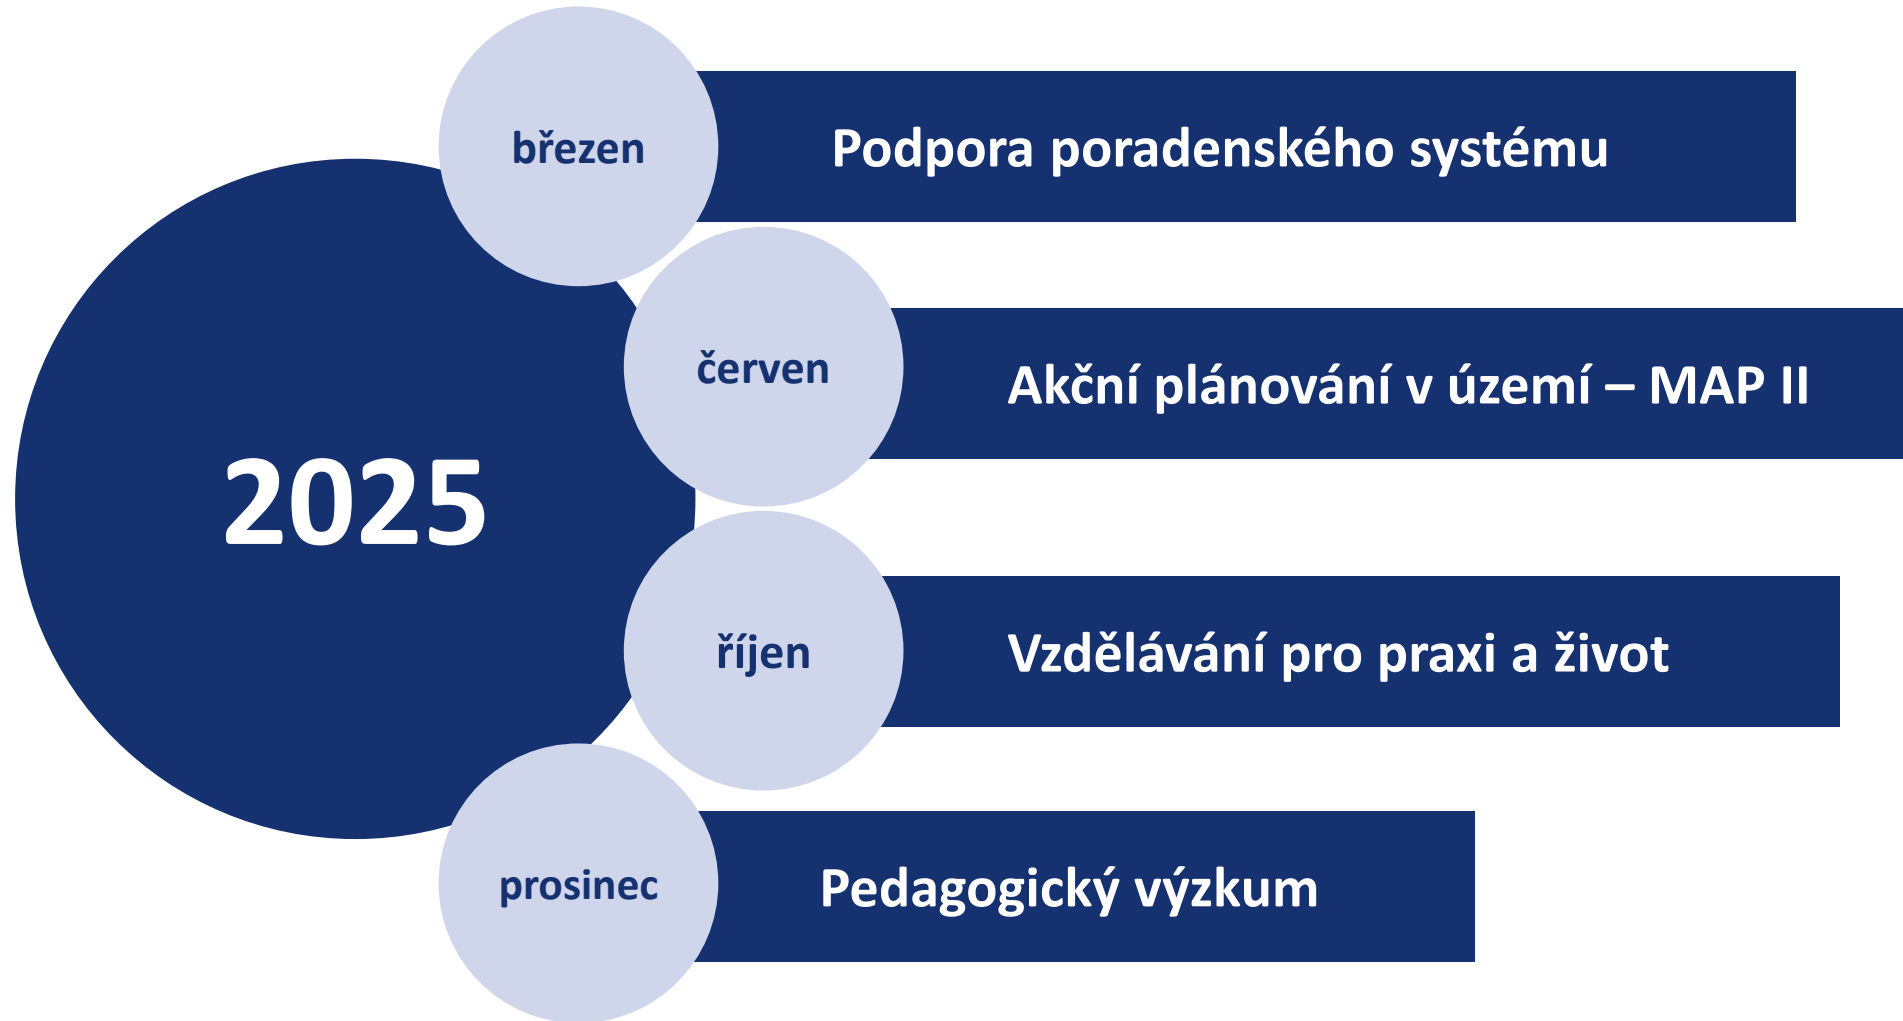 2025
březen
Podpora poradenského systému
červen
Akční plánování v území – MAP II
říjen
Vzdělávání pro praxi a život
prosinec
Pedagogický výzkum